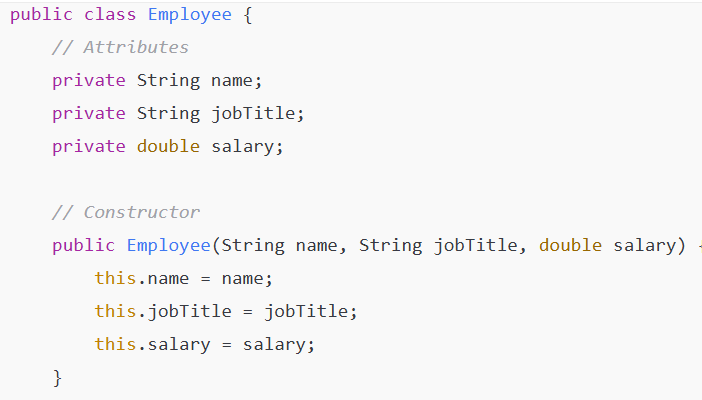 public class Employee {
    // Attributes
    private String name;
    private String jobTitle;
    private double salary;
    // Constructor
    public Employee(String name, String jobTitle, double salary) {
        this.name = name;
        this.jobTitle = jobTitle;
        this.salary = salary;
    }